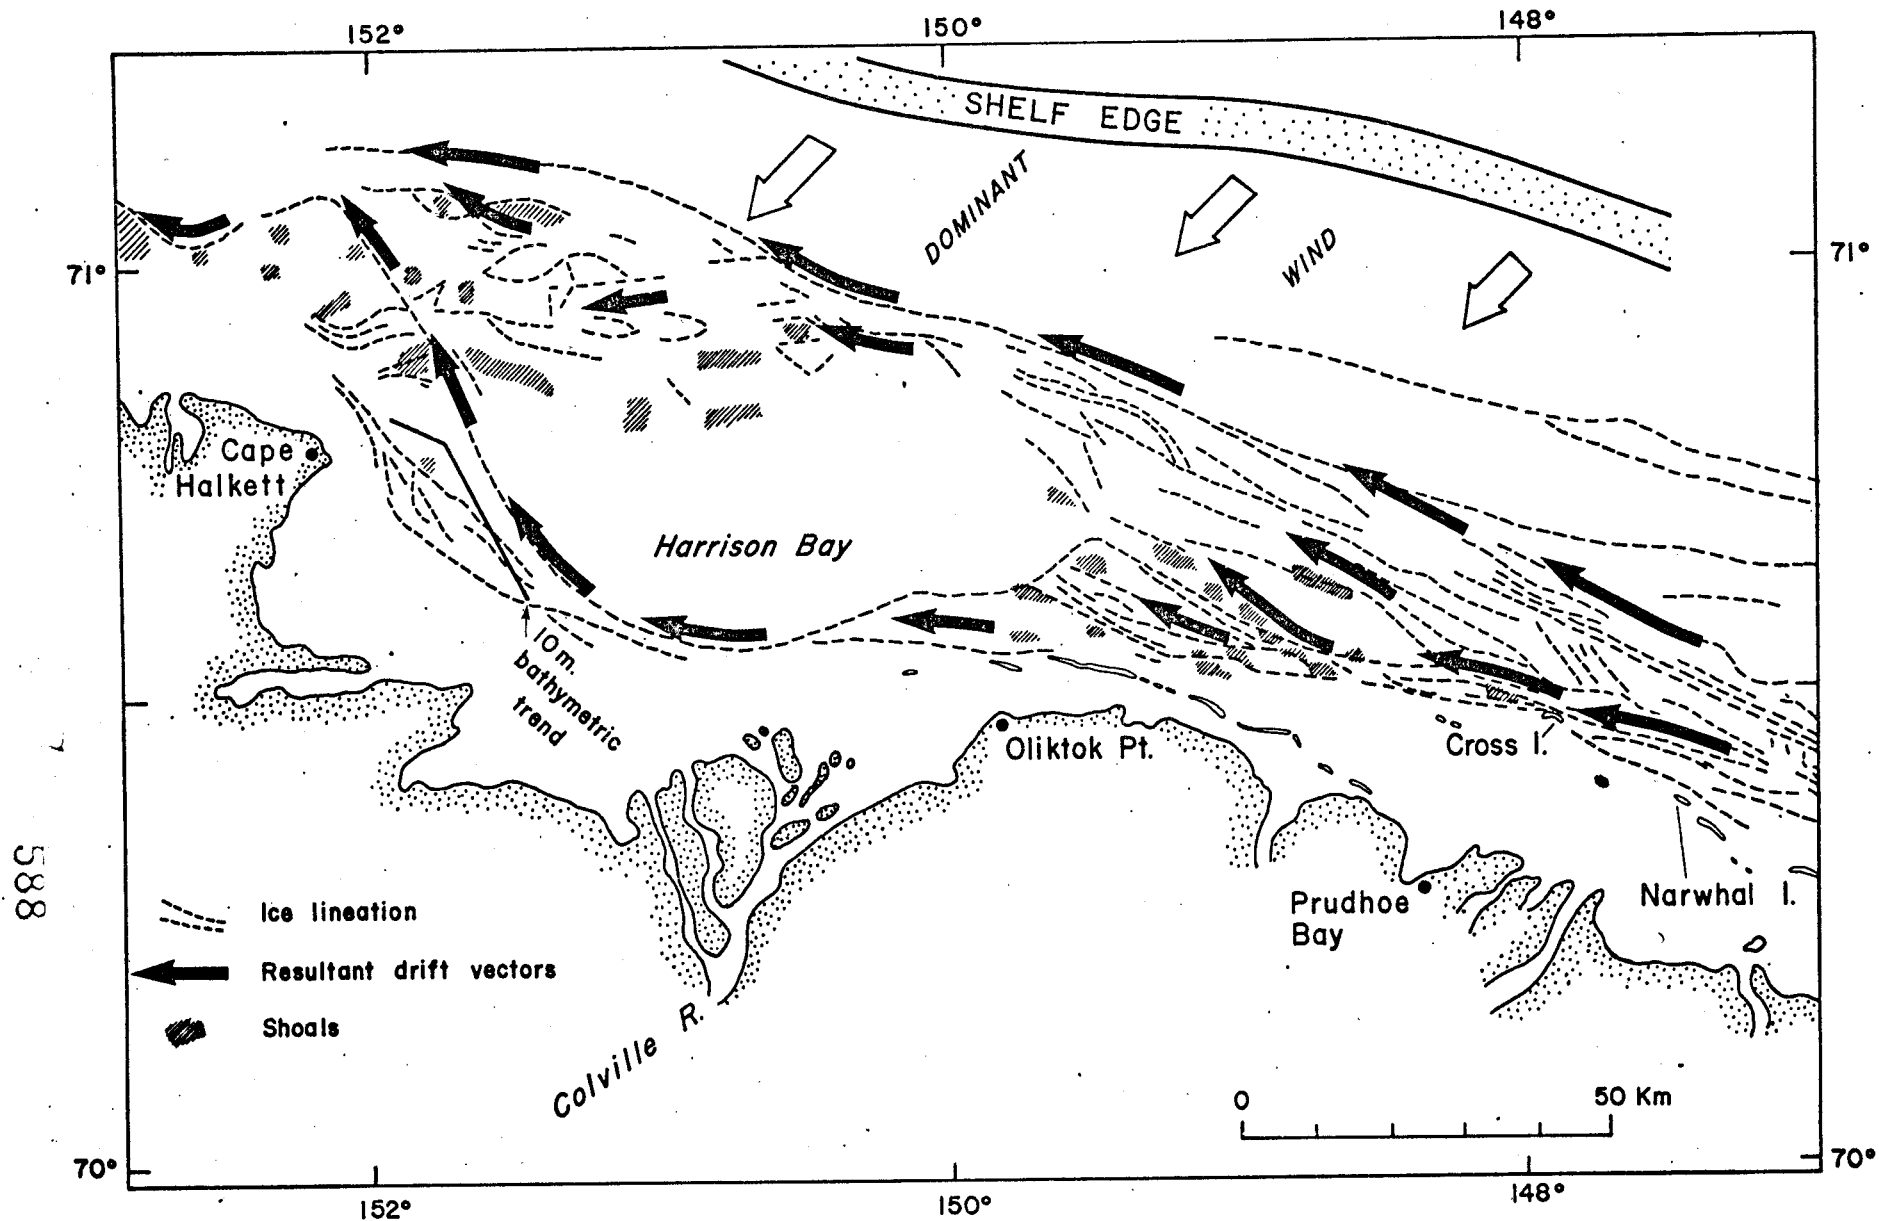 152°
150°
148°
SHELF EDGE
DOMINANT
WIND
71°
71°
Cape
Halkett
Harrison Bay
10 m.
bathymetric
trend
Oliktok Pt.
Cross I.
Narwhal I.
Prudhoe
Bay
Colville R.
Ice lineation
Resultant drift vectors
Shoals
0
50 Km
70°
70°
152°
150°
148°
588